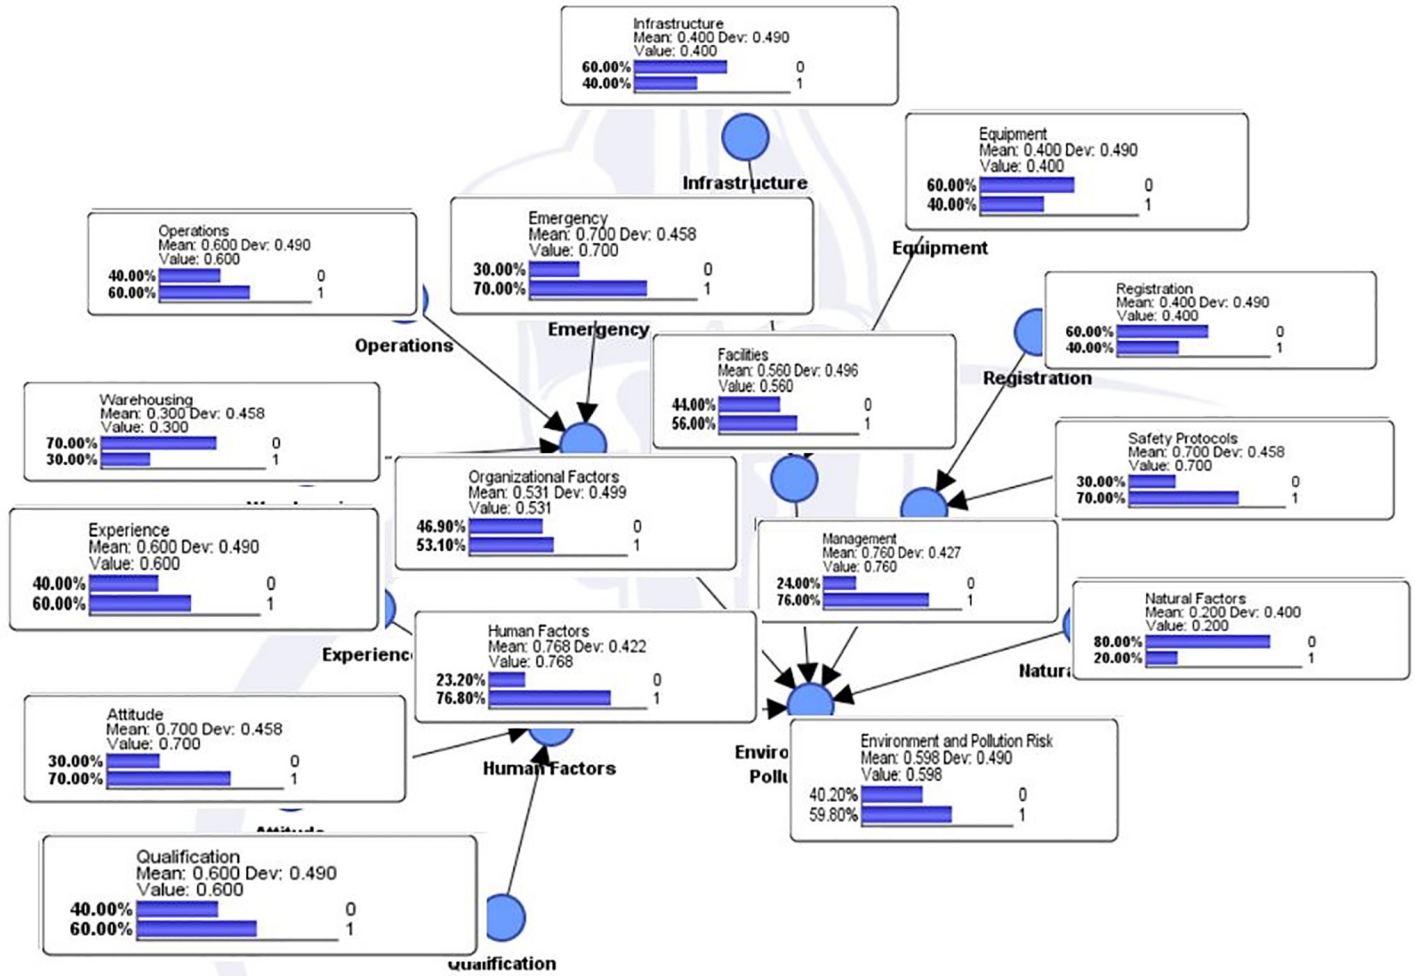 Infrastructure
Mean: 0.400 Dev: 0.490
Value: 0.400
60.00% 0
40.00% 1
Infrastructure
Equipment
Mean: 0.400 Dev: 0.490
Value: 0.400
60.00% 0
40.00% 1
Equipment
Operations
Mean: 0.600 Dev: 0.490
Value: 0.600
40.00% 0
60.00% 1
Operations
Emergency
Mean: 0.700 Dev: 0.458
Value: 0.700
30.00% 0
70.00% 1
Emergency
Registration
Mean: 0.400 Dev: 0.490
Value: 0.400
60.00% 0
40.00% 1
Registration
Facilities
Mean: 0.560 Dev: 0.496
Value: 0.560
44.00% 0
56.00% 1
Warehousing
Mean: 0.300 Dev: 0.458
Value: 0.300
70.00% 0
30.00% 1
Safety Protocols
Mean: 0.700 Dev: 0.458
Value: 0.700
30.00% 0
70.00% 1
Organizational Factors
Mean: 0.531 Dev: 0.499
Value: 0.531
46.90% 0
53.10% 1
Experience
Mean: 0.600 Dev: 0.490
Value: 0.600
40.00% 0
60.00% 1
Experienc
Management
Mean: 0.760 Dev: 0.427
Value: 0.760
24.00% 0
76.00% 1
Natural Factors
Mean: 0.200 Dev: 0.400
Value: 0.200
80.00% 0
20.00% 1
Natura
Human Factors
Mean: 0.768 Dev: 0.422
Value: 0.768
23.20% 0
76.80% 1
Human Factors
Attitude
Mean: 0.700 Dev: 0.458
Value: 0.700
30.00% 0
70.00% 1
Attitude
Enviro
Pollu
Environment and Pollution Risk
Mean: 0.598 Dev: 0.490
Value: 0.598
40.20% 0
59.80% 1
Qualification
Mean: 0.600 Dev: 0.490
Value: 0.600
40.00% 0
60.00% 1
Qualification